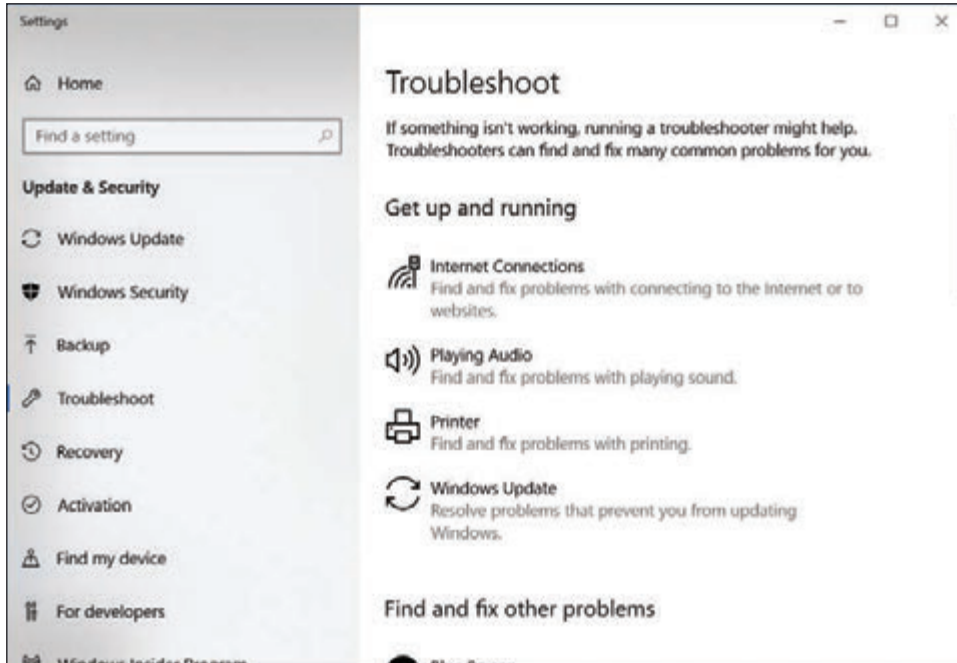 Settings
Home
Find a setting
Update & Security
Windows Update
Windows Security
Backup
Troubleshoot
Recovery
Activation
Find my device
For developers
Windows Insider Program
Troubleshoot
If something isn't working, running a troubleshooter might help.
Troubleshooters can find and fix many common problems for you.
Get up and running
Internet Connections
Find and fix problems with connecting to the Internet or to
websites.
Playing Audio
Find and fix problems with playing sound.
Printer
Find and fix problems with printing.
Windows Update
Resolve problems that prevent you from updating
Windows.
Find and fix other problems